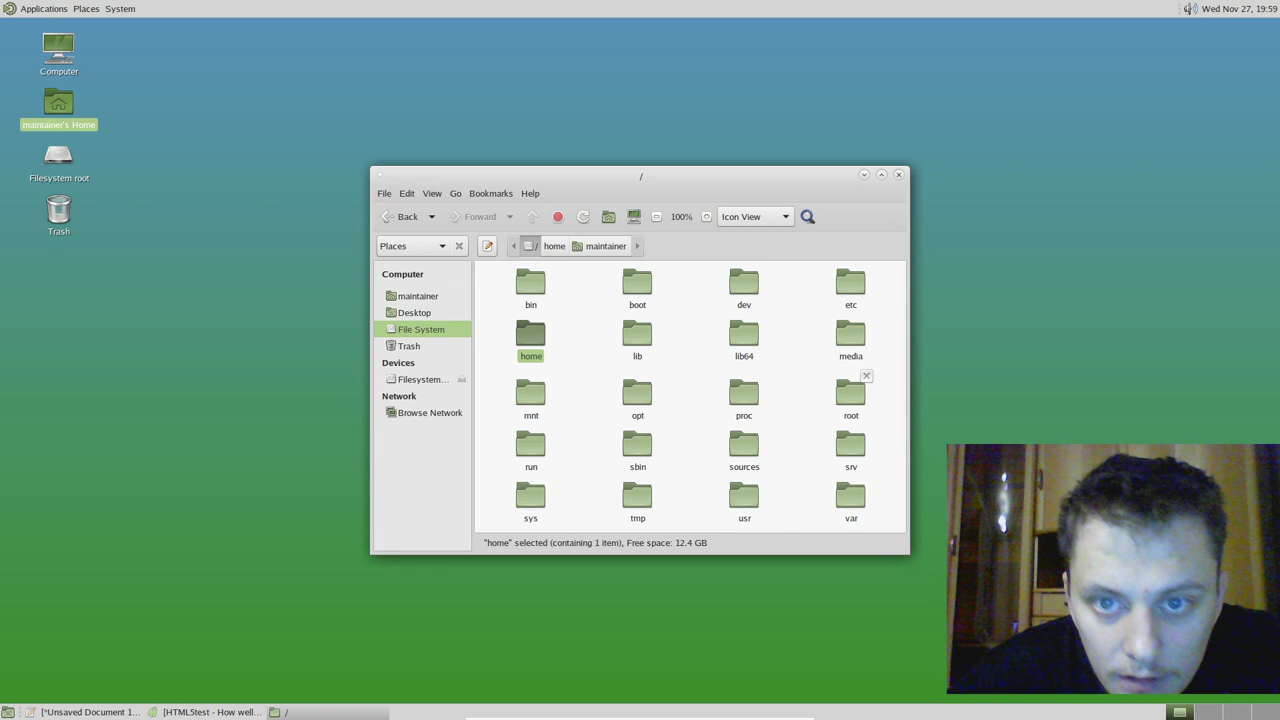 Applications Places System
Wed Nov 27, 19:59
Computer
maintainer's Home
Filesystem root
Trash
/
File Edit View Go Bookmarks Help
Back Forward 100% Icon View
Places / home maintainer
Computer
maintainer
Desktop
File System
Trash
Devices
Filesystem...
Network
Browse Network
bin boot dev etc
home lib lib64 media
mnt opt proc root
run sbin sources srv
sys tmp usr var
"home" selected (containing 1 item), Free space: 12.4 GB
[*Unsaved Document 1... [HTML5test - How well... /